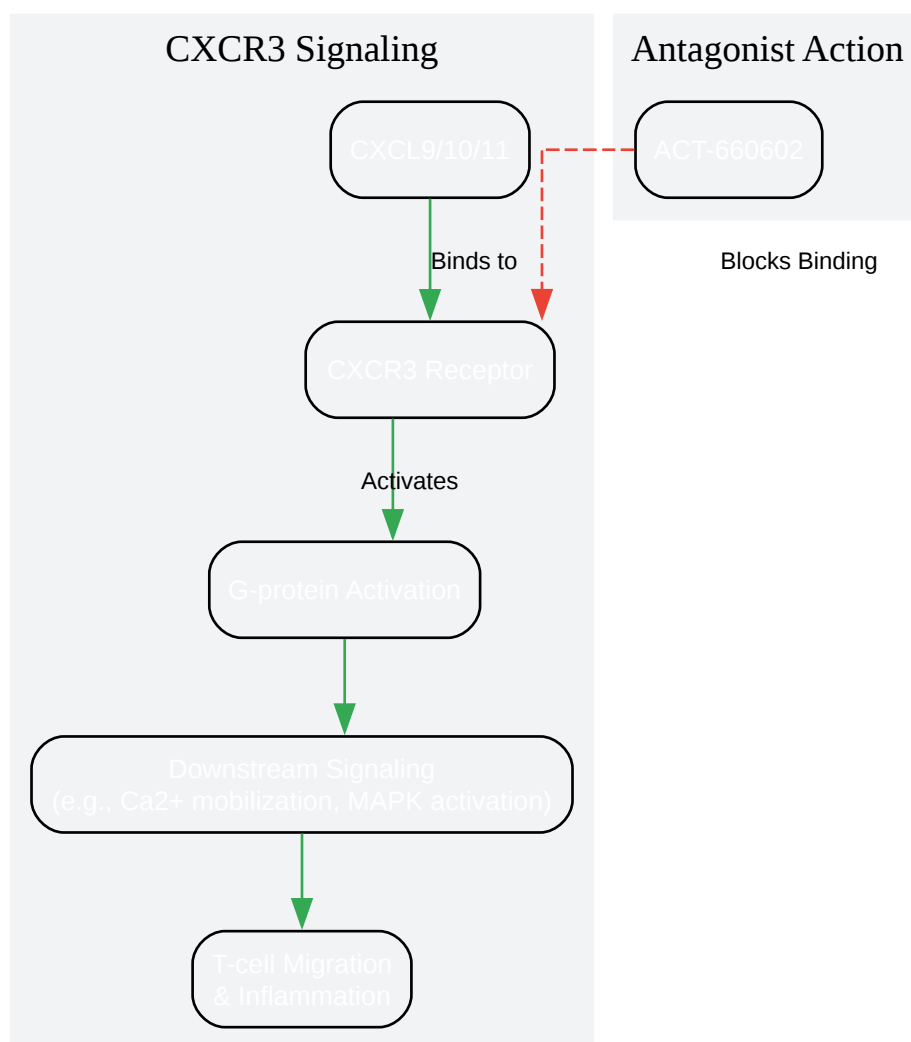 CXCR3 Signaling
Antagonist Action
CXCL9/10/11
ACT-660602
Binds to
Blocks Binding
CXCR3 Receptor
Activates
G-protein Activation
Downstream Signaling
(e.g., Ca2+ mobilization, MAPK activation)
T-cell Migration
& Inflammation